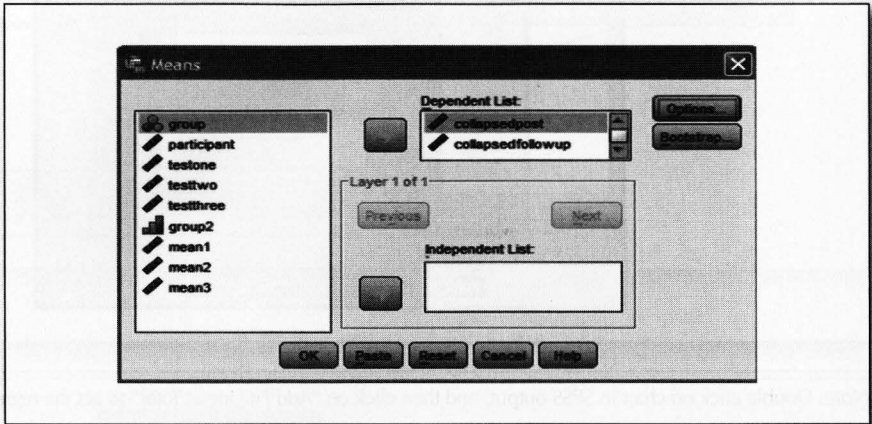 Means
group
participant
testone
testtwo
testthree
group2
mean1
mean2
mean3
Dependent List:
collapsedpost
collapsedfollowup
Options...
Bootstrap...
Layer 1 of 1
Previous
Next
Independent List:
OK
Paste
Reset
Cancel
Help